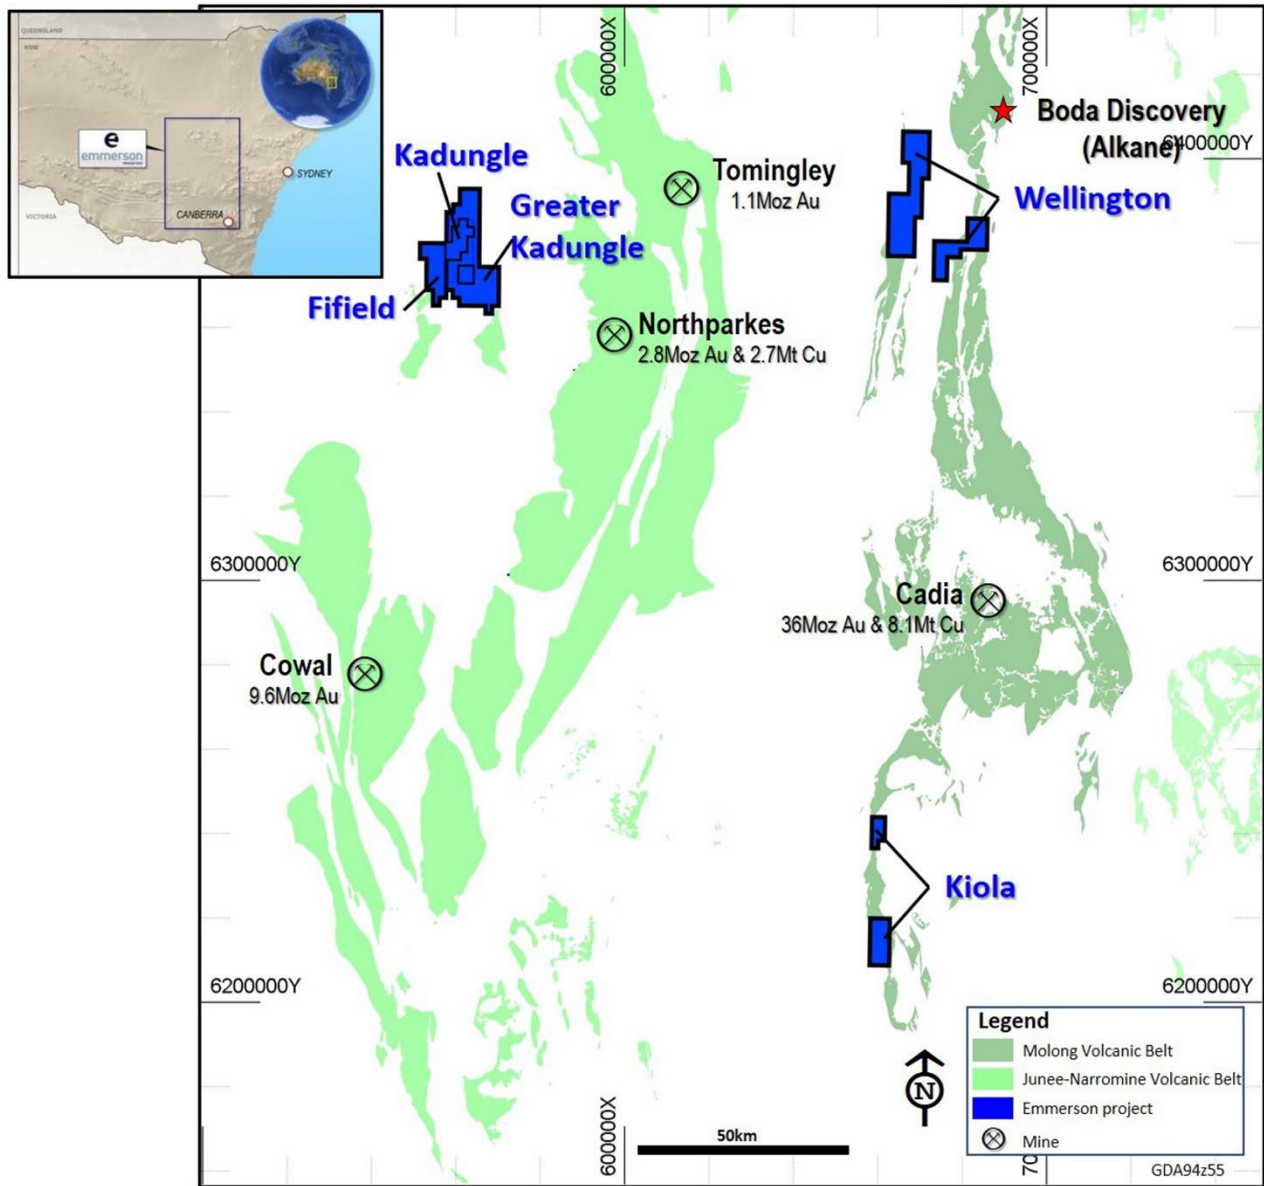 QUEENSLAND
NSW
e
emmerson
SYDNEY
CANBERRA
VICTORIA
600000X
700000X
Boda Discovery
(Alkane)
6400000Y
Kadungle
Greater
Kadungle
Fifield
Tomingley
1.1Moz Au
Wellington
Northparkes
2.8Moz Au & 2.7Mt Cu
6300000Y
6300000Y
Cadia
36Moz Au & 8.1Mt Cu
Cowal
9.6Moz Au
Kiola
6200000Y
6200000Y
Legend
Molong Volcanic Belt
Junee-Narromine Volcanic Belt
Emmerson project
Mine
N
600000X
50km
70
GDA94z55